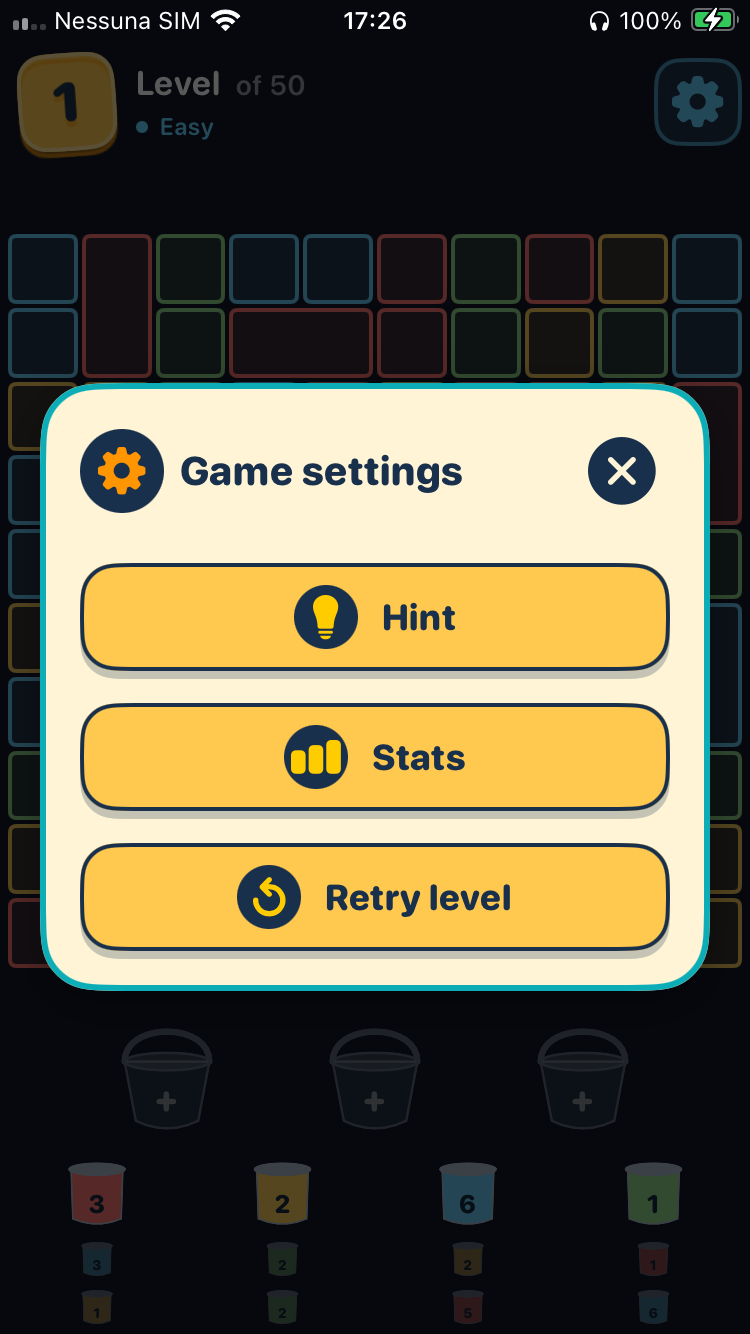 Nessuna SIM 17:26 100%
1 Level of 50
Easy
Game settings
Hint
Stats
Retry level
+ + +
3 2 6 1
3 2 2 1
1 2 5 6